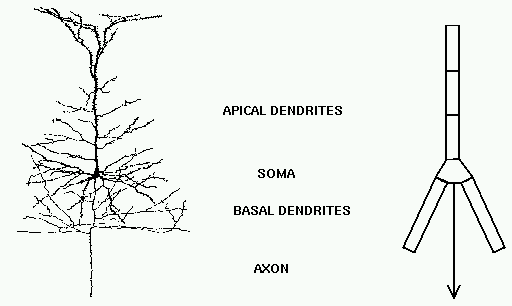 APICAL DENDRITES
SOMA
BASAL DENDRITES
AXON